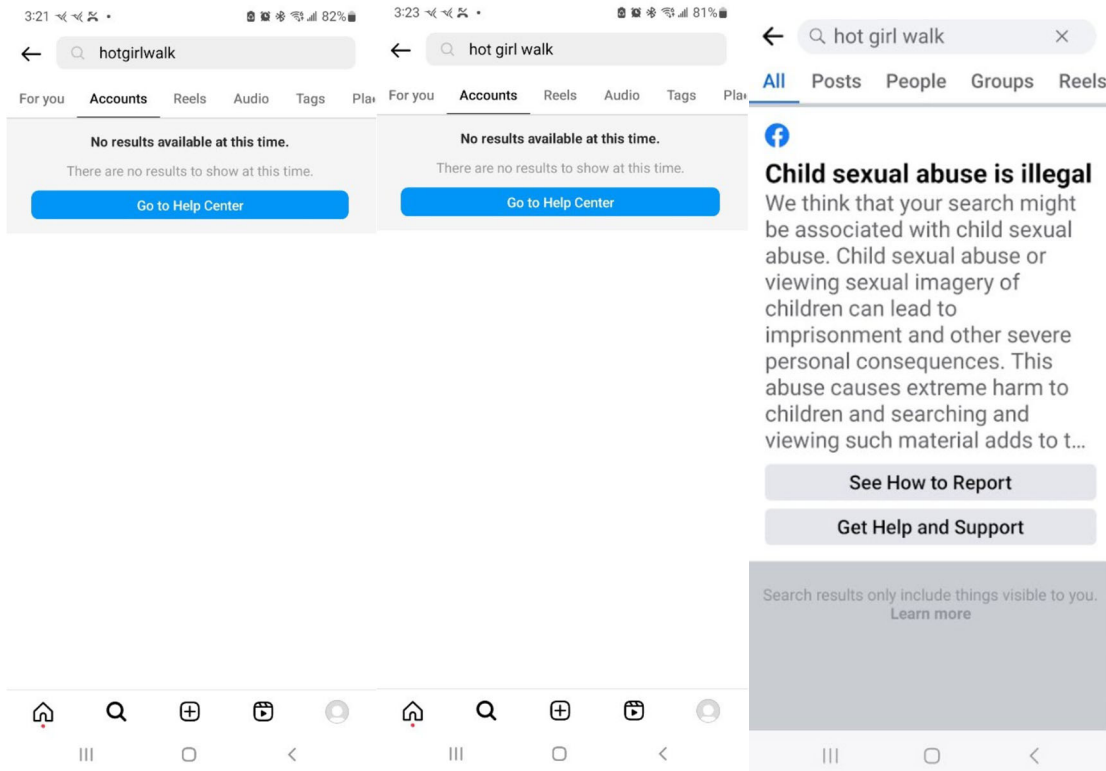 3:21
82%
hotgirlwalk
For you Accounts Reels Audio Tags Pla
No results available at this time.
There are no results to show at this time.
Go to Help Center
3:23
81%
hot girl walk
For you Accounts Reels Audio Tags Pla
No results available at this time.
There are no results to show at this time.
Go to Help Center
hot girl walk
All Posts People Groups Reels
Child sexual abuse is illegal
We think that your search might
be associated with child sexual
abuse. Child sexual abuse or
viewing sexual imagery of
children can lead to
imprisonment and other severe
personal consequences. This
abuse causes extreme harm to
children and searching and
viewing such material adds to t...
See How to Report
Get Help and Support
Search results only include things visible to you.
Learn more